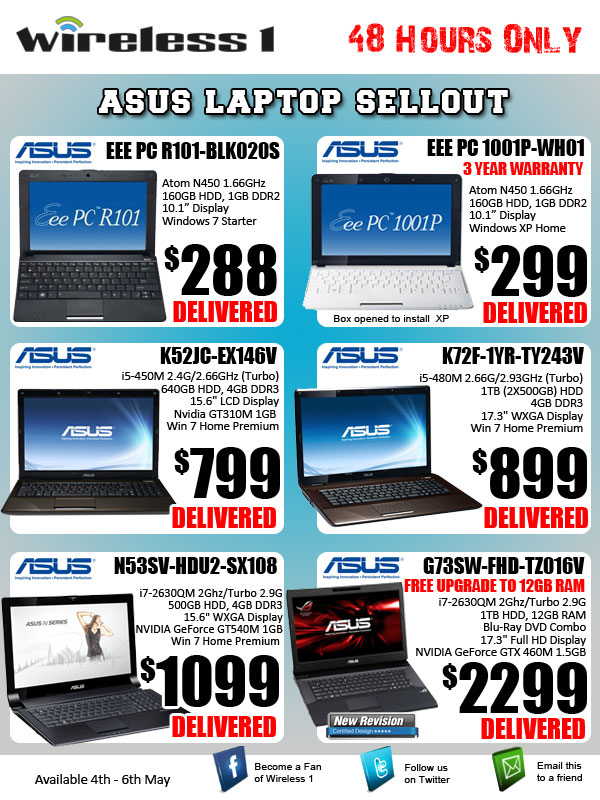 wireless 1
48 HOURS ONLY
ASUS LAPTOP SELLOUT
ASUS
Inspiring Innovation • Persistent Perfection
EEE PC R101-BLK020S
Eee PC R101
Atom N450 1.66GHz
160GB HDD, 1GB DDR2
10.1” Display
Windows 7 Starter
$288
DELIVERED
ASUS
Inspiring Innovation • Persistent Perfection
EEE PC 1001P-WH01
3 YEAR WARRANTY
Eee PC 1001P
Atom N450 1.66GHz
160GB HDD, 1GB DDR2
10.1” Display
Windows XP Home
$299
DELIVERED
Box opened to install XP
ASUS
Inspiring Innovation • Persistent Perfection
K52JC-EX146V
i5-450M 2.4G/2.66GHz (Turbo)
640GB HDD, 4GB DDR3
15.6" LCD Display
Nvidia GT310M 1GB
Win 7 Home Premium
ASUS
$799
DELIVERED
ASUS
Inspiring Innovation • Persistent Perfection
K72F-1YR-TY243V
i5-480M 2.66G/2.93GHz (Turbo)
1TB (2X500GB) HDD
4GB DDR3
17.3" WXGA Display
Win 7 Home Premium
ASUS
$899
DELIVERED
ASUS
Inspiring Innovation • Persistent Perfection
N53SV-HDU2-SX108
i7-2630QM 2Ghz/Turbo 2.9G
500GB HDD, 4GB DDR3
15.6" WXGA Display
NVIDIA GeForce GT540M 1GB
Win 7 Home Premium
ASUS N SERIES
ASUS
$1099
DELIVERED
ASUS
Inspiring Innovation • Persistent Perfection
G73SW-FHD-TZ016V
FREE UPGRADE TO 12GB RAM
i7-2630QM 2Ghz/Turbo 2.9G
1TB HDD, 12GB RAM
Blu-Ray DVD Combo
17.3" Full HD Display
NVIDIA GeForce GTX 460M 1.5GB
ASUS
$2299
DELIVERED
New Revision
Certified Design
Available 4th - 6th May
Become a Fan
of Wireless 1
Follow us
on Twitter
Email this
to a friend